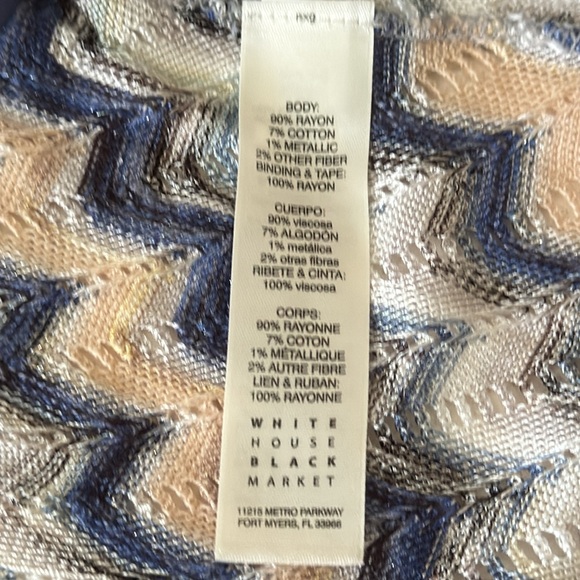 BODY:
90% RAYON
7% COTTON
1% METALLIC
2% OTHER FIBER
BINDING & TAPE:
100% RAYON
CUERPO:
90% viscosa
7% ALGODÓN
1% metálica
2% otras fibras
RIBETE & CINTA:
100% viscosa
CORPS:
90% RAYONNE
7% COTON
1% MÉTALLIQUE
2% AUTRE FIBRE
LIEN & RUBAN:
100% RAYONNE
WHITE
HOUSE
BLACK
MARKET
11215 METRO PARKWAY
FORT MYERS, FL 33966